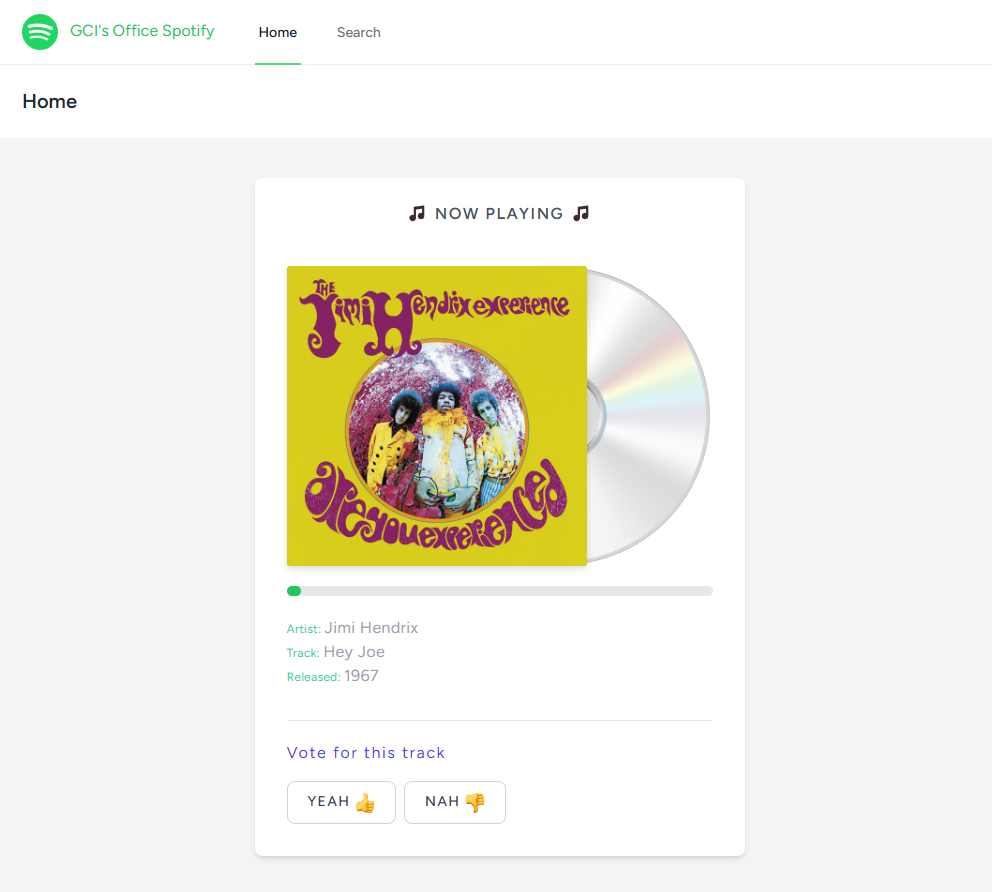 GCI's Office Spotify
Home
Search
Home
🎵 NOW PLAYING 🎵
THE
Jimi Hendrix experience
are you experienced
Artist: Jimi Hendrix
Track: Hey Joe
Released: 1967
Vote for this track
YEAH 👍
NAH 👎